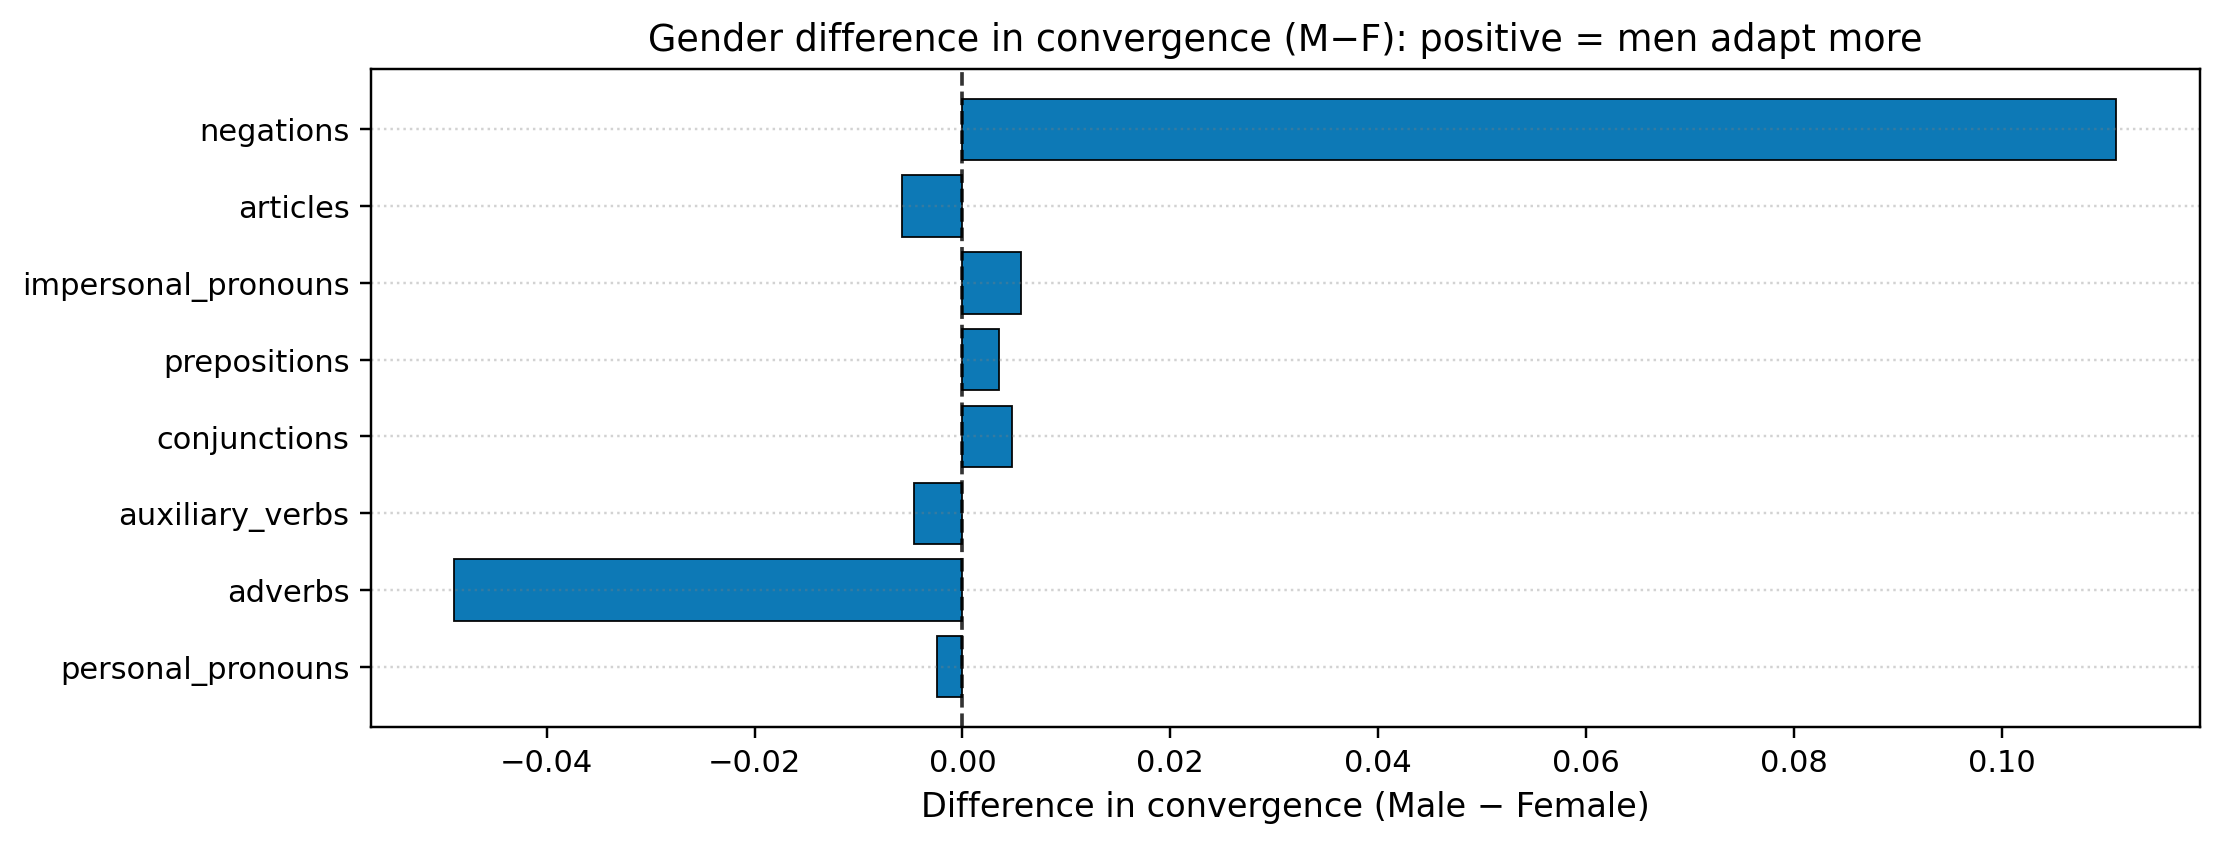 Gender difference in convergence (M−F): positive = men adapt more
negations
articles
impersonal_pronouns
prepositions
conjunctions
auxiliary_verbs
adverbs
personal_pronouns
−0.04 −0.02 0.00 0.02 0.04 0.06 0.08 0.10
Difference in convergence (Male − Female)